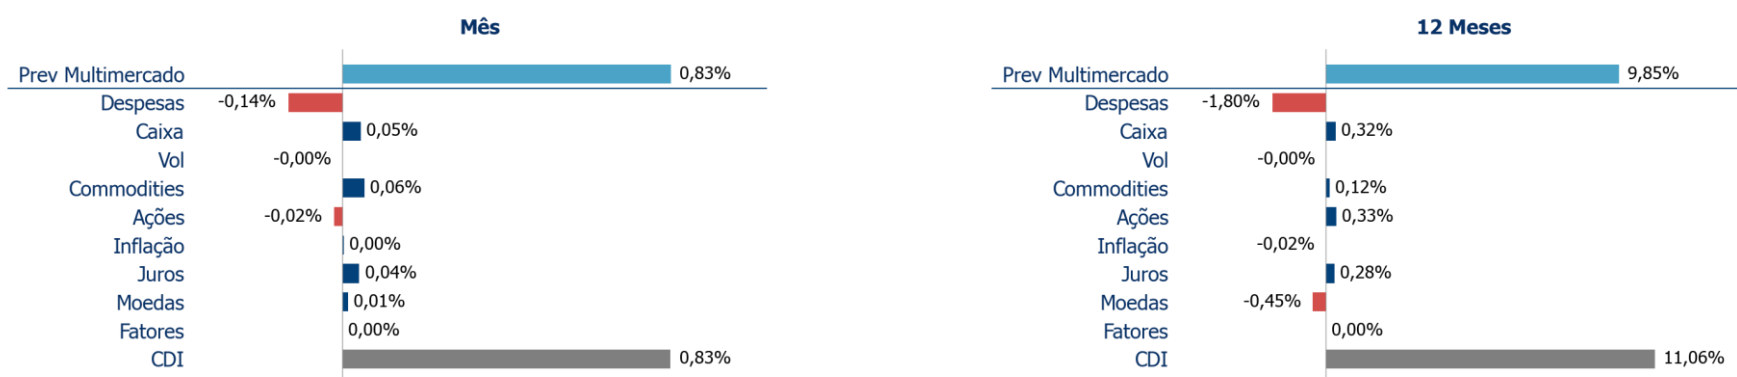 Mês
Prev Multimercado 0,83%
Despesas -0,14%
Caixa 0,05%
Vol -0,00%
Commodities 0,06%
Ações -0,02%
Inflação 0,00%
Juros 0,04%
Moedas 0,01%
Fatores 0,00%
CDI 0,83%
12 Meses
Prev Multimercado 9,85%
Despesas -1,80%
Caixa 0,32%
Vol -0,00%
Commodities 0,12%
Ações 0,33%
Inflação -0,02%
Juros 0,28%
Moedas -0,45%
Fatores 0,00%
CDI 11,06%